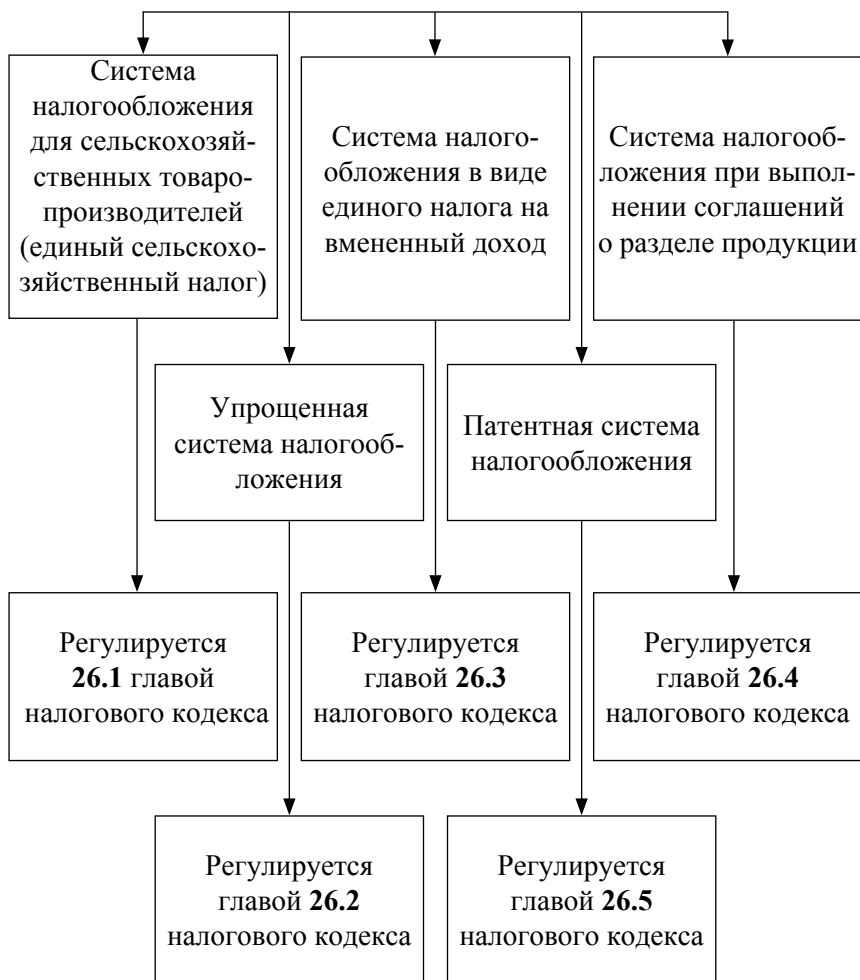 Система
налогообложения
для сельскохозяй-
ственных товаро-
производителей
(единый сельскохо-
зяйственный налог)
Система налого-
обложения в виде
единого налога на
вмененный доход
Система налогооб-
ложения при выпол-
нении соглашений
о разделе продукции
Упрощенная
система налогооб-
ложения
Патентная система
налогообложения
Регулируется
26.1 главой
налогового кодекса
Регулируется
главой 26.3
налогового кодекса
Регулируется
главой 26.4
налогового кодекса
Регулируется
главой 26.2
налогового кодекса
Регулируется
главой 26.5
налогового кодекса